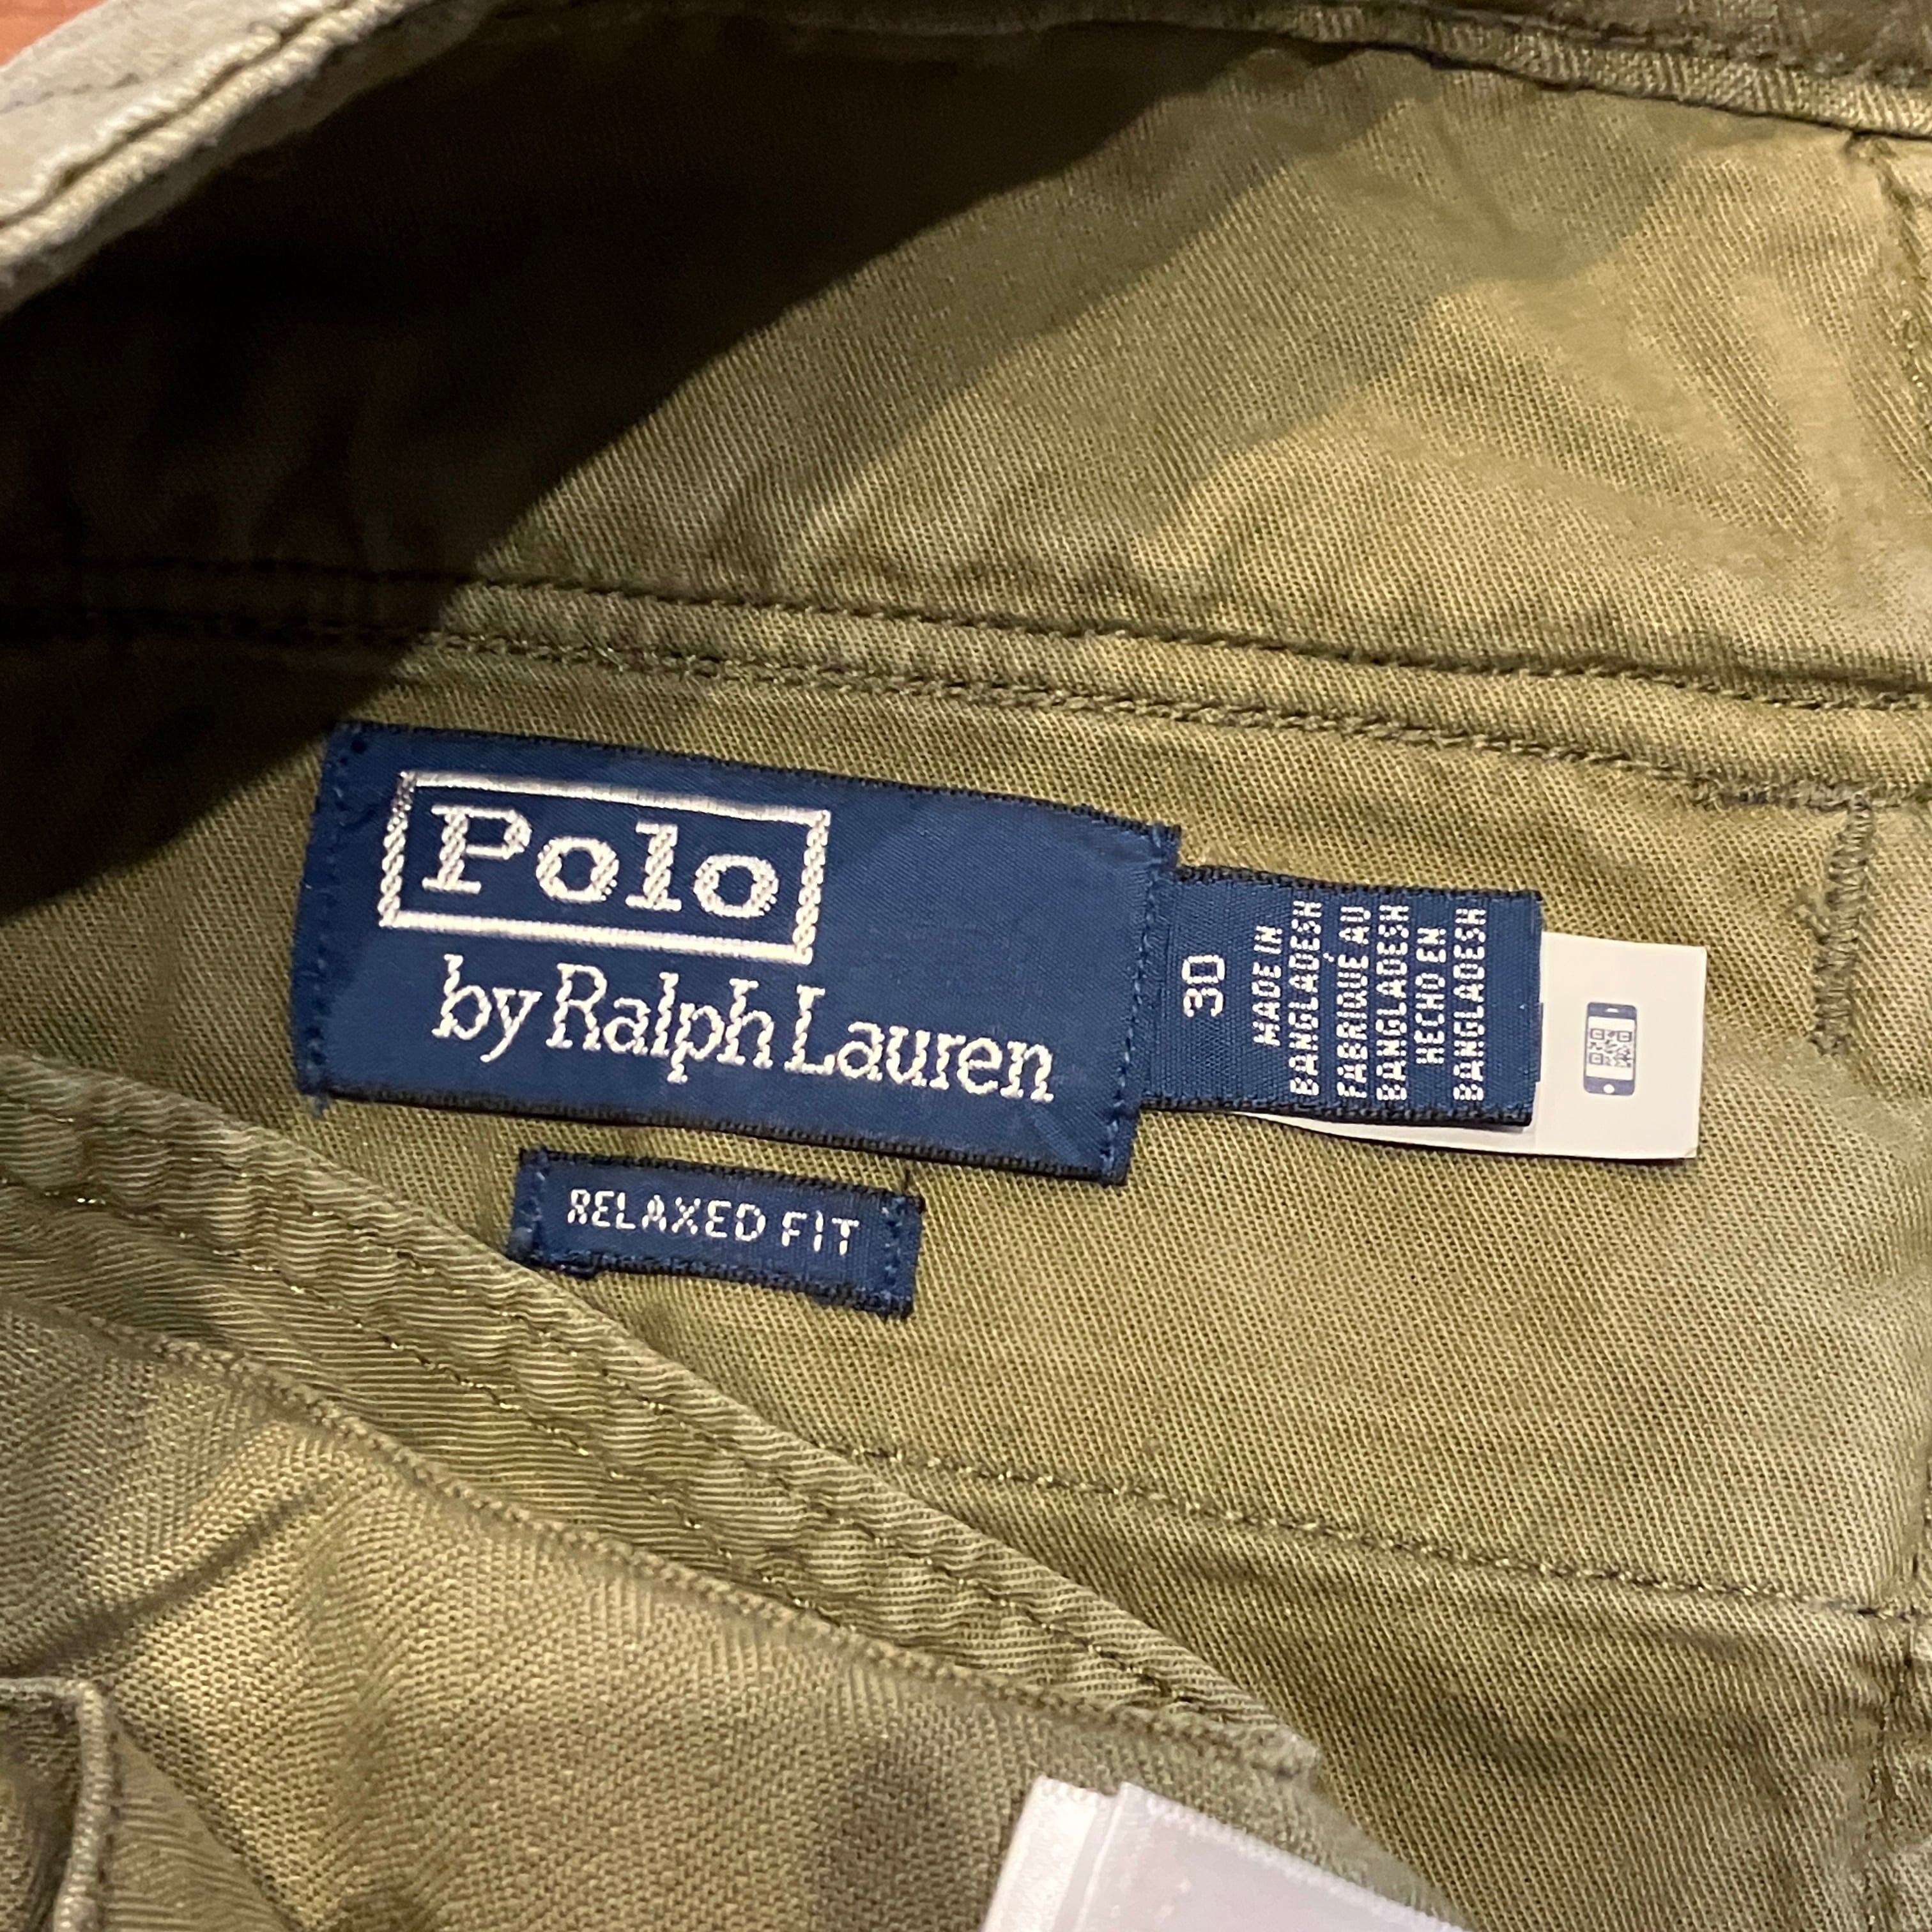 Polo
by Ralph Lauren
RELAXED FIT
30
MADE IN
BANGLADESH
FABRIQUÉ AU
BANGLADESH
HECHO EN
BANGLADESH